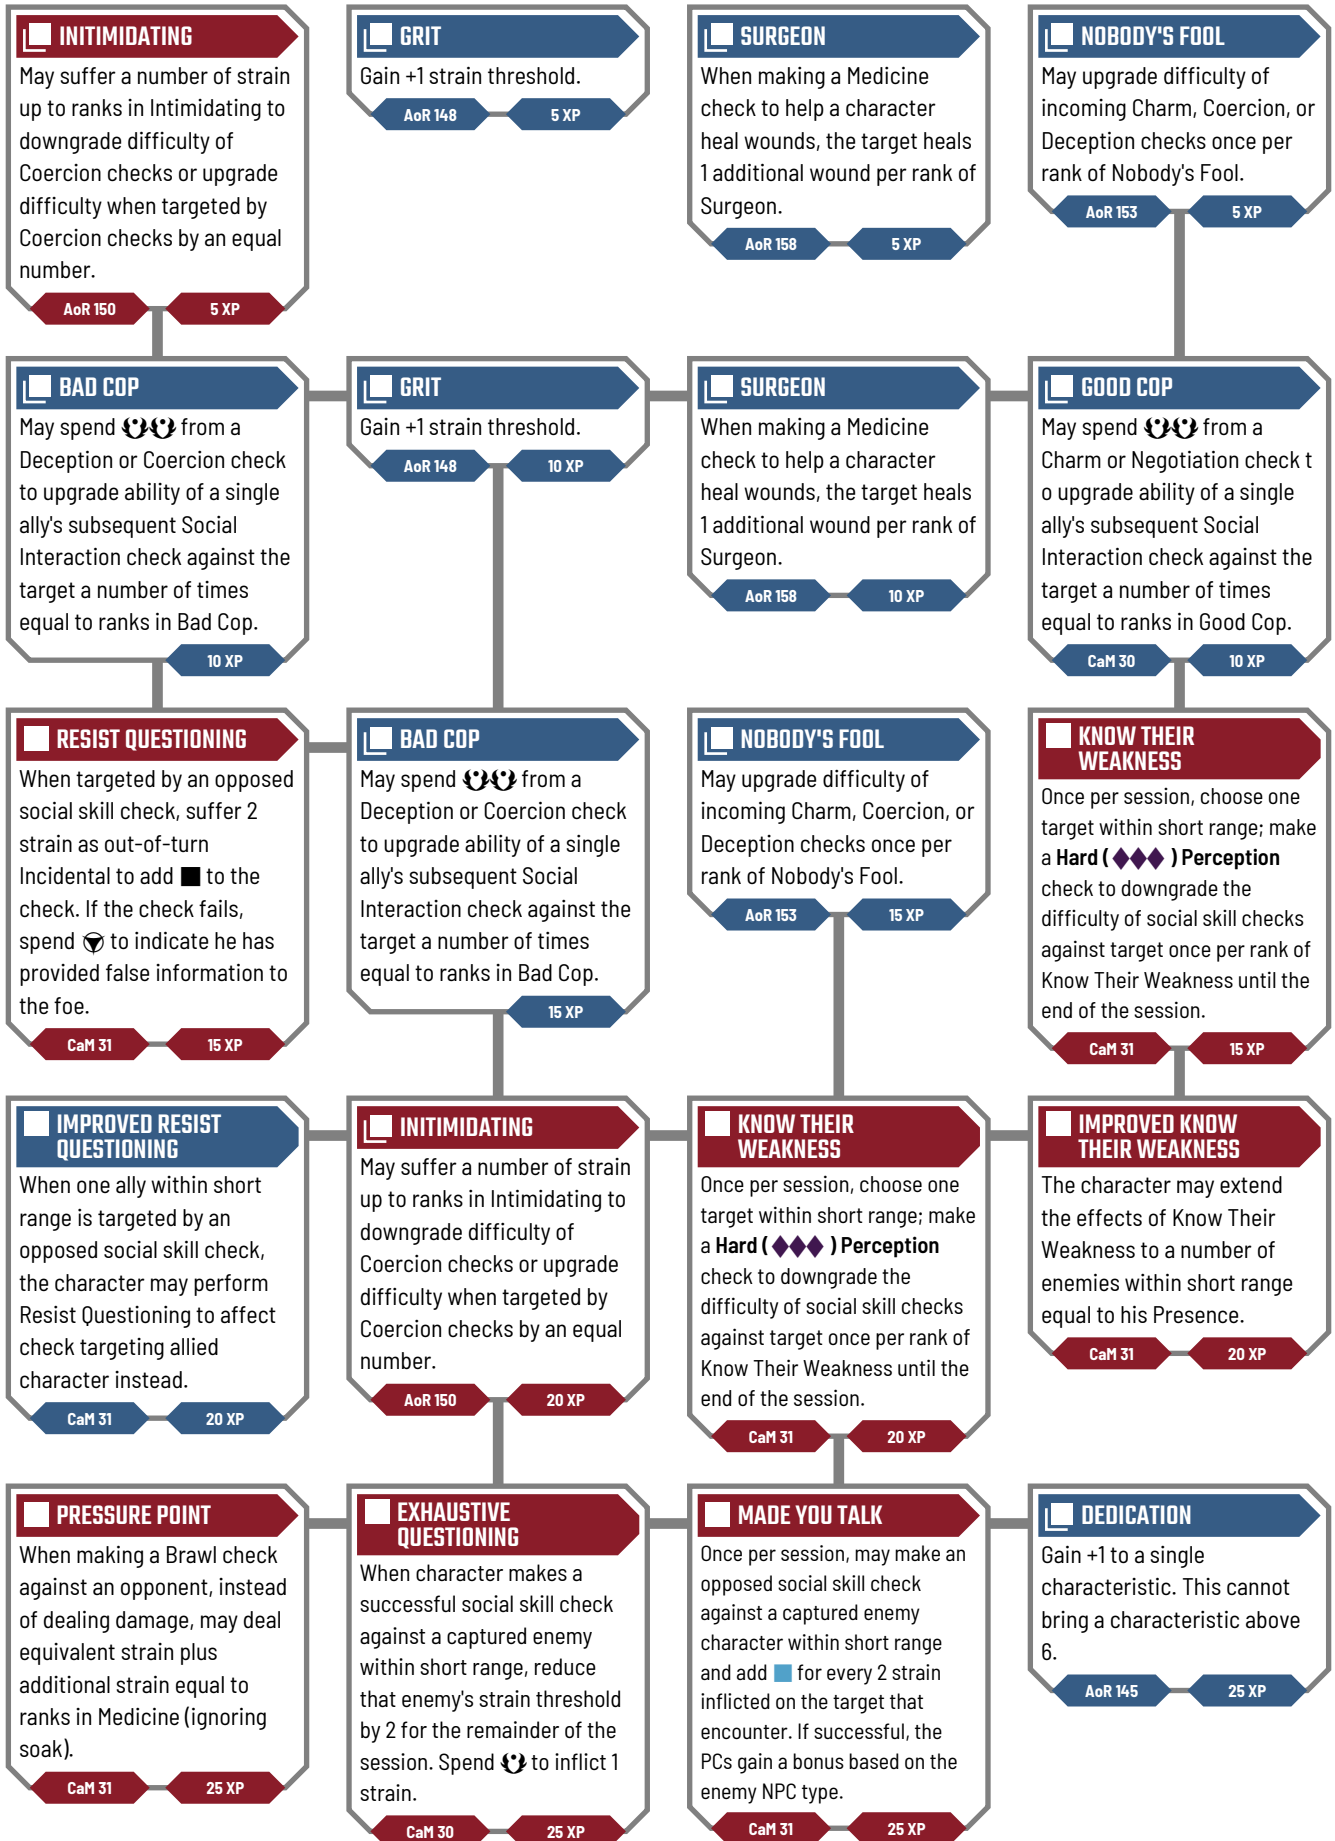 INITIMIDATING
May suffer a number of strain
up to ranks in Intimidating to
downgrade difficulty of
Coercion checks or upgrade
difficulty when targeted by
Coercion checks by an equal
number.
AoR 150
5 XP
GRIT
Gain +1 strain threshold.
AoR 148
5 XP
SURGEON
When making a Medicine
check to help a character
heal wounds, the target heals
1 additional wound per rank of
Surgeon.
AoR 158
5 XP
NOBODY'S FOOL
May upgrade difficulty of
incoming Charm, Coercion, or
Deception checks once per
rank of Nobody's Fool.
AoR 153
5 XP
BAD COP
May spend from a
Deception or Coercion check
to upgrade ability of a single
ally's subsequent Social
Interaction check against the
target a number of times
equal to ranks in Bad Cop.
10 XP
GRIT
Gain +1 strain threshold.
AoR 148
10 XP
SURGEON
When making a Medicine
check to help a character
heal wounds, the target heals
1 additional wound per rank of
Surgeon.
AoR 158
10 XP
GOOD COP
May spend from a
Charm or Negotiation check t
o upgrade ability of a single
ally's subsequent Social
Interaction check against the
target a number of times
equal to ranks in Good Cop.
CaM 30
10 XP
RESIST QUESTIONING
When targeted by an opposed
social skill check, suffer 2
strain as out-of-turn
Incidental to add to the
check. If the check fails,
spend to indicate he has
provided false information to
the foe.
CaM 31
15 XP
BAD COP
May spend from a
Deception or Coercion check
to upgrade ability of a single
ally's subsequent Social
Interaction check against the
target a number of times
equal to ranks in Bad Cop.
15 XP
NOBODY'S FOOL
May upgrade difficulty of
incoming Charm, Coercion, or
Deception checks once per
rank of Nobody's Fool.
AoR 153
15 XP
KNOW THEIR
WEAKNESS
Once per session, choose one
target within short range; make
a Hard ( ◆◆◆ ) Perception
check to downgrade the
difficulty of social skill checks
against target once per rank of
Know Their Weakness until the
end of the session.
CaM 31
15 XP
IMPROVED RESIST
QUESTIONING
When one ally within short
range is targeted by an
opposed social skill check,
the character may perform
Resist Questioning to affect
check targeting allied
character instead.
CaM 31
20 XP
INITIMIDATING
May suffer a number of strain
up to ranks in Intimidating to
downgrade difficulty of
Coercion checks or upgrade
difficulty when targeted by
Coercion checks by an equal
number.
AoR 150
20 XP
KNOW THEIR
WEAKNESS
Once per session, choose one
target within short range; make
a Hard ( ◆◆◆ ) Perception
check to downgrade the
difficulty of social skill checks
against target once per rank of
Know Their Weakness until the
end of the session.
CaM 31
20 XP
IMPROVED KNOW
THEIR WEAKNESS
The character may extend
the effects of Know Their
Weakness to a number of
enemies within short range
equal to his Presence.
CaM 31
20 XP
PRESSURE POINT
When making a Brawl check
against an opponent, instead
of dealing damage, may deal
equivalent strain plus
additional strain equal to
ranks in Medicine (ignoring
soak).
CaM 31
25 XP
EXHAUSTIVE
QUESTIONING
When character makes a
successful social skill check
against a captured enemy
within short range, reduce
that enemy's strain threshold
by 2 for the remainder of the
session. Spend to inflict 1
strain.
CaM 30
25 XP
MADE YOU TALK
Once per session, may make an
opposed social skill check
against a captured enemy
character within short range
and add for every 2 strain
inflicted on the target that
encounter. If successful, the
PCs gain a bonus based on the
enemy NPC type.
CaM 31
25 XP
DEDICATION
Gain +1 to a single
characteristic. This cannot
bring a characteristic above
6.
AoR 145
25 XP